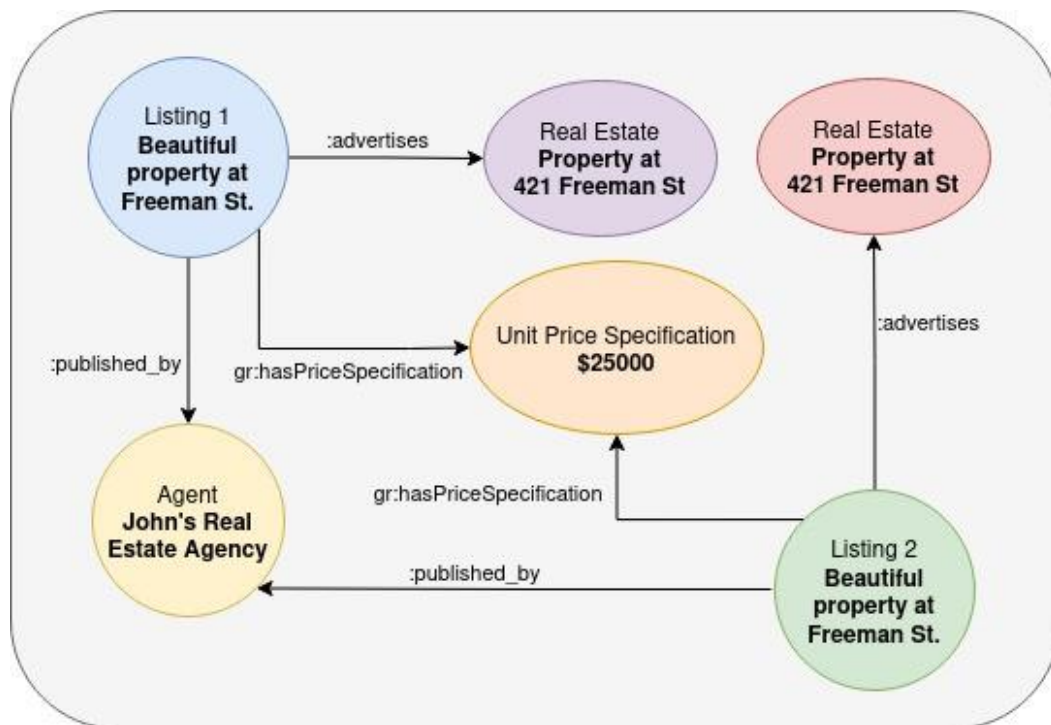 Listing 1
Beautiful
property at
Freeman St.
:advertises
Real Estate
Property at
421 Freeman St
Real Estate
Property at
421 Freeman St
:published_by
gr:hasPriceSpecification
Unit Price Specification
$25000
:advertises
Agent
John's Real
Estate Agency
gr:hasPriceSpecification
:published_by
Listing 2
Beautiful
property at
Freeman St.